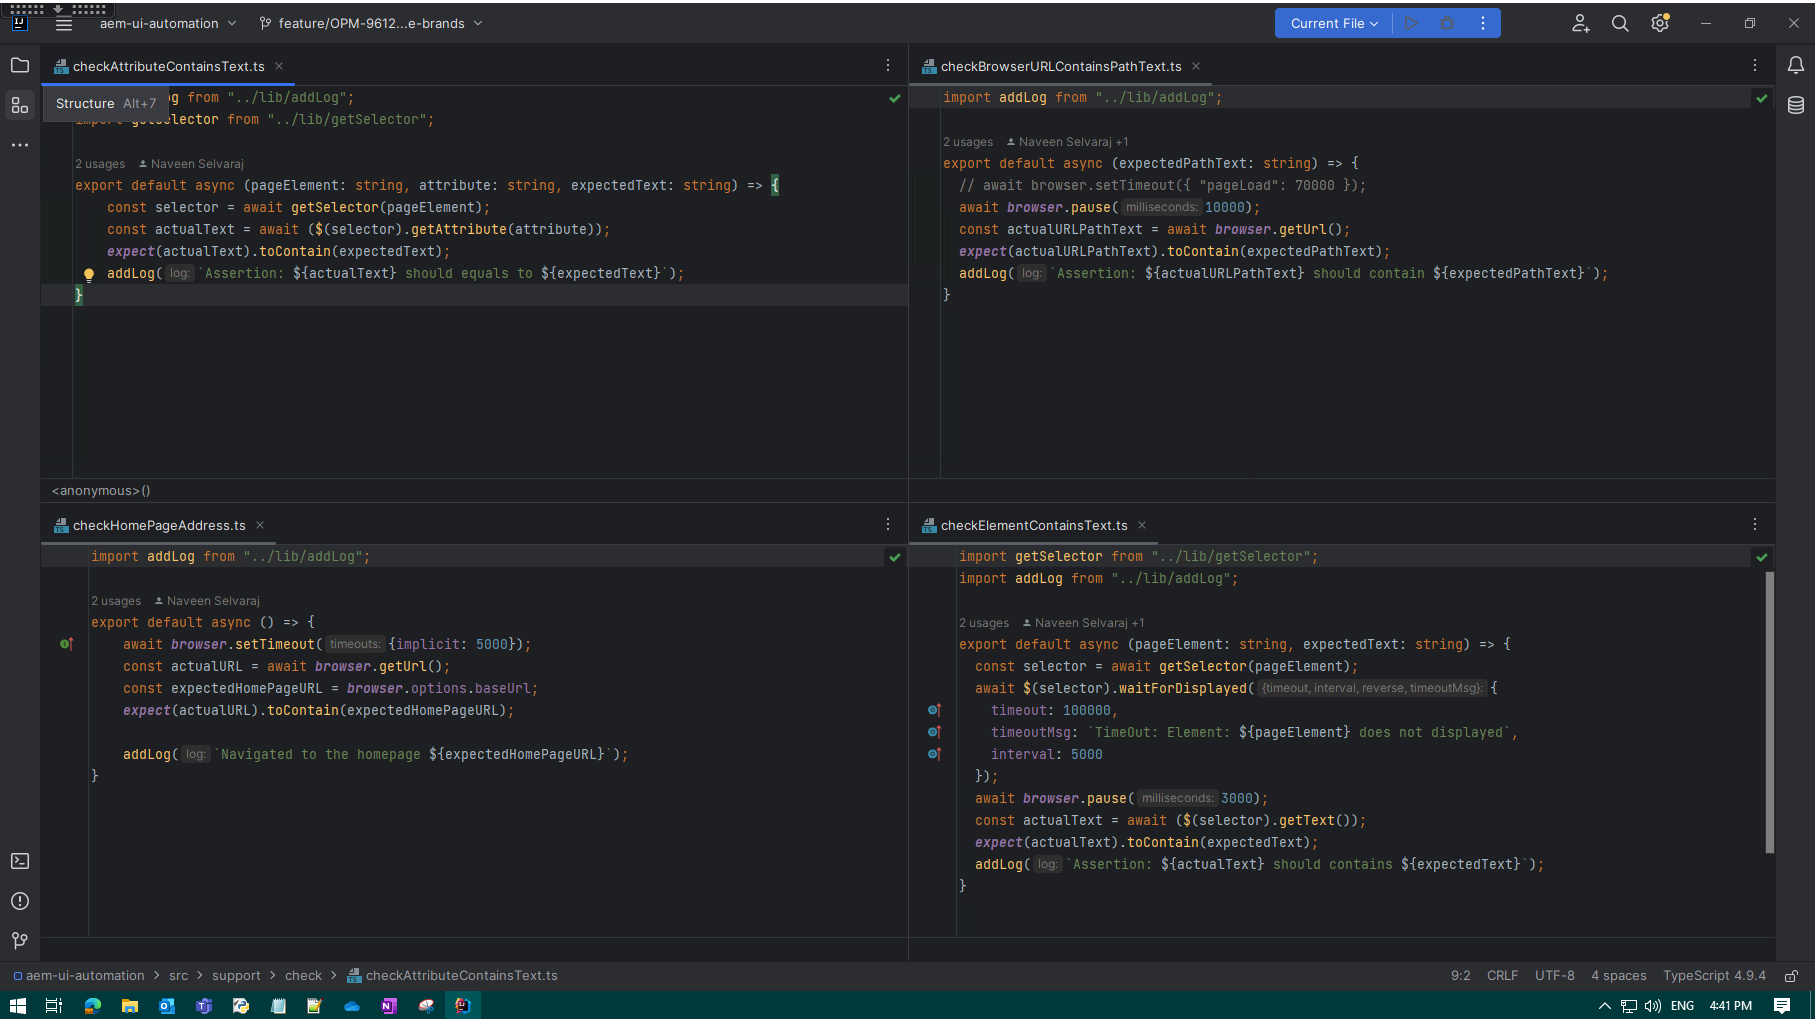 aem-ui-automation
feature/OPM-9612...e-brands
Current File
checkAttributeContainsText.ts
Structure Alt+7
og from "../lib/addLog";
import getSelector from "../lib/getSelector";
2 usages Naveen Selvaraj
export default async (pageElement: string, attribute: string, expectedText: string) => {
const selector = await getSelector(pageElement);
const actualText = await ($(selector).getAttribute(attribute));
expect(actualText).toContain(expectedText);
addLog( log: `Assertion: ${actualText} should equals to ${expectedText}`);
}
<anonymous>()
checkBrowserURLContainsPathText.ts
import addLog from "../lib/addLog";
2 usages Naveen Selvaraj +1
export default async (expectedPathText: string) => {
// await browser.setTimeout({ "pageLoad": 70000 });
await browser.pause( milliseconds: 10000);
const actualURLPathText = await browser.getUrl();
expect(actualURLPathText).toContain(expectedPathText);
addLog( log: `Assertion: ${actualURLPathText} should contain ${expectedPathText}`);
}
checkHomePageAddress.ts
import addLog from "../lib/addLog";
2 usages Naveen Selvaraj
export default async () => {
await browser.setTimeout( timeouts: {implicit: 5000});
const actualURL = await browser.getUrl();
const expectedHomePageURL = browser.options.baseUrl;
expect(actualURL).toContain(expectedHomePageURL);
addLog( log: `Navigated to the homepage ${expectedHomePageURL}`);
}
checkElementContainsText.ts
import getSelector from "../lib/getSelector";
import addLog from "../lib/addLog";
2 usages Naveen Selvaraj +1
export default async (pageElement: string, expectedText: string) => {
const selector = await getSelector(pageElement);
await $(selector).waitForDisplayed( {timeout, interval, reverse, timeoutMsg}: {
timeout: 100000,
timeoutMsg: `TimeOut: Element: ${pageElement} does not displayed`,
interval: 5000
});
await browser.pause( milliseconds: 3000);
const actualText = await ($(selector).getText());
expect(actualText).toContain(expectedText);
addLog( log: `Assertion: ${actualText} should contains ${expectedText}`);
}
aem-ui-automation > src > support > check > checkAttributeContainsText.ts
9:2 CRLF UTF-8 4 spaces TypeScript 4.9.4
ENG 4:41 PM